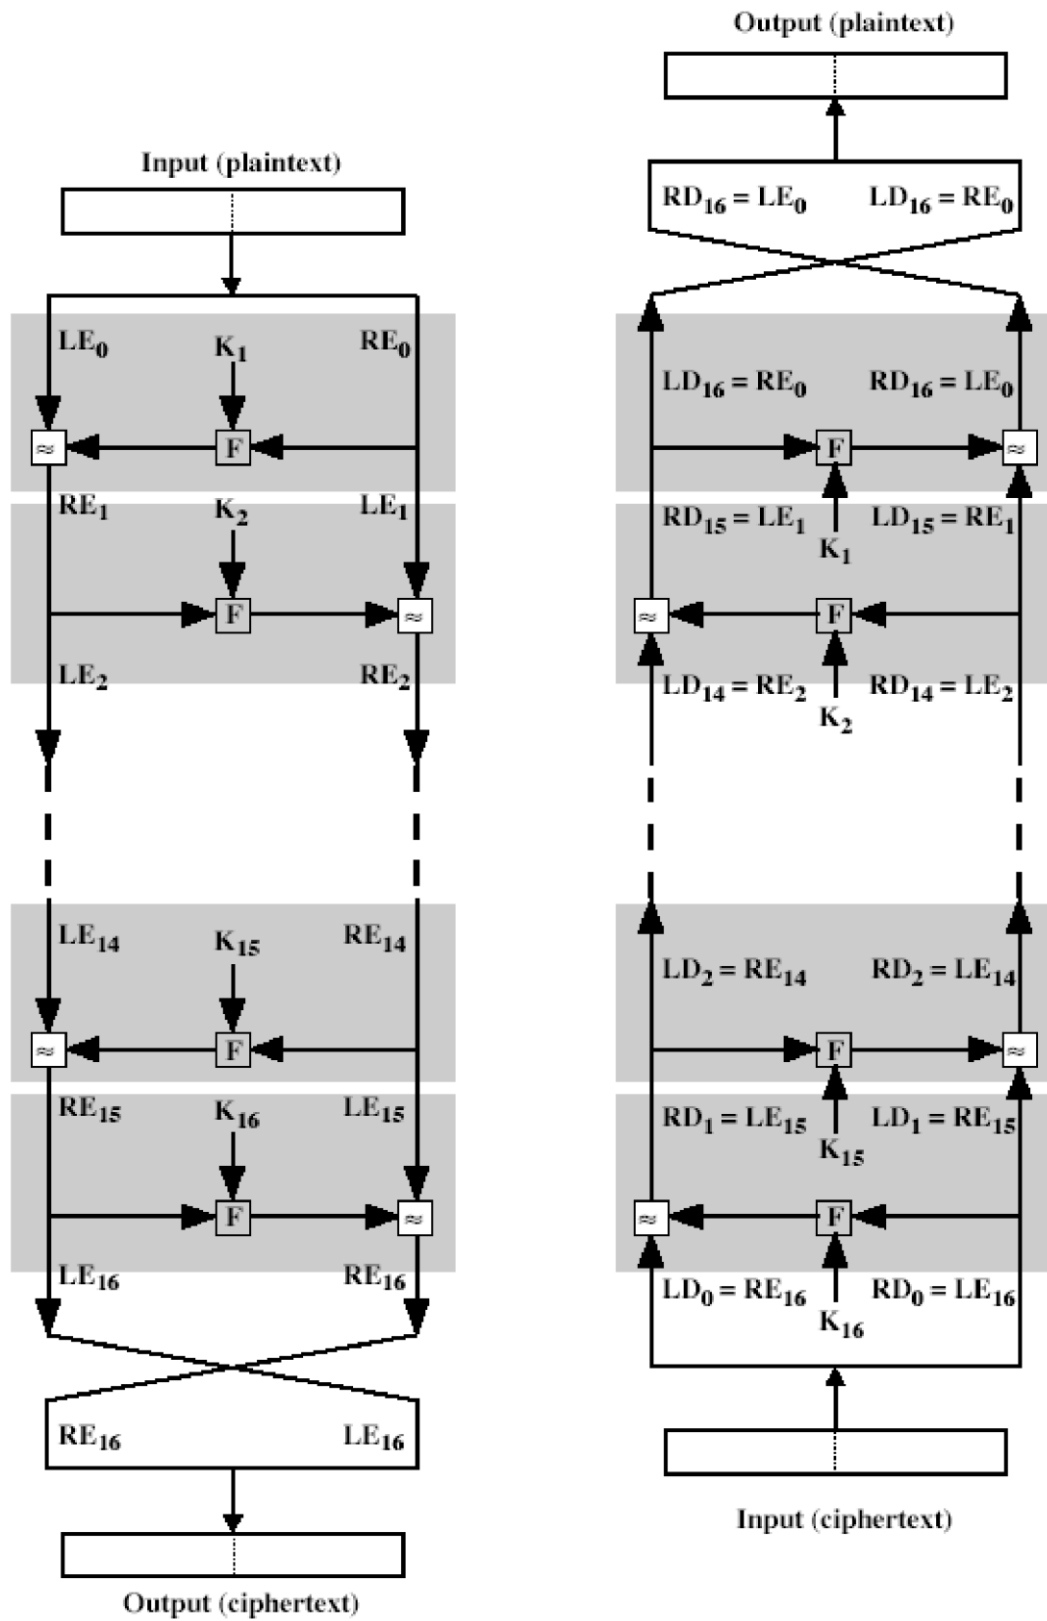 Input (plaintext)
LE₀ K₁ RE₀
≈ F
RE₁ K₂ LE₁
F ≈
LE₂ RE₂
LE₁₄ K₁₅ RE₁₄
≈ F
RE₁₅ K₁₆ LE₁₅
F ≈
LE₁₆ RE₁₆
RE₁₆ LE₁₆
Output (ciphertext)
Output (plaintext)
RD₁₆ = LE₀ LD₁₆ = RE₀
LD₁₆ = RE₀ RD₁₆ = LE₀
F ≈
RD₁₅ = LE₁ LD₁₅ = RE₁
K₁
≈ F
LD₁₄ = RE₂ RD₁₄ = LE₂
K₂
LD₂ = RE₁₄ RD₂ = LE₁₄
F ≈
RD₁ = LE₁₅ LD₁ = RE₁₅
K₁₅
≈ F
LD₀ = RE₁₆ RD₀ = LE₁₆
K₁₆
Input (ciphertext)